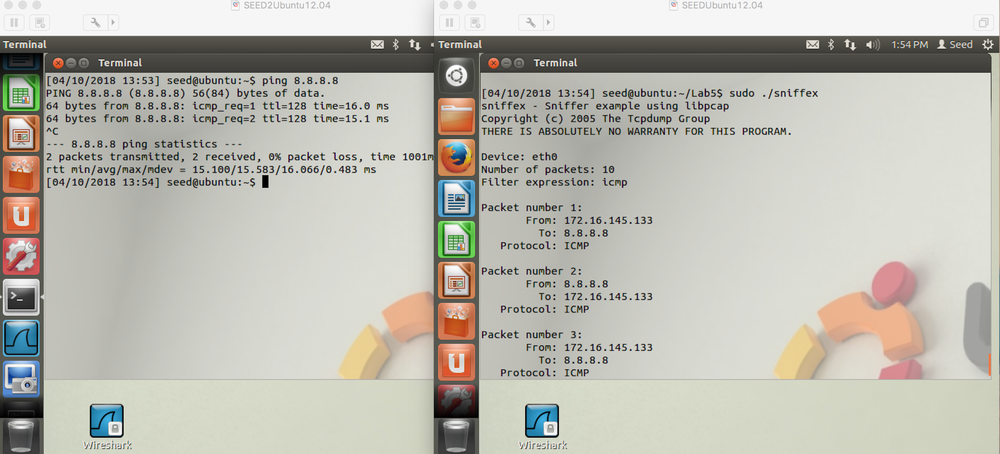 SEED2Ubuntu12.04
Terminal
Terminal
[04/10/2018 13:53] seed@ubuntu:~$ ping 8.8.8.8
PING 8.8.8.8 (8.8.8.8) 56(84) bytes of data.
64 bytes from 8.8.8.8: icmp_req=1 ttl=128 time=16.0 ms
64 bytes from 8.8.8.8: icmp_req=2 ttl=128 time=15.1 ms
^C
--- 8.8.8.8 ping statistics ---
2 packets transmitted, 2 received, 0% packet loss, time 1001m
rtt min/avg/max/mdev = 15.100/15.583/16.066/0.483 ms
[04/10/2018 13:54] seed@ubuntu:~$
Wireshark
SEEDUbuntu12.04
Terminal
1:54 PM Seed
Terminal
[04/10/2018 13:54] seed@ubuntu:~/Lab5$ sudo ./sniffex
sniffex - Sniffer example using libpcap
Copyright (c) 2005 The Tcpdump Group
THERE IS ABSOLUTELY NO WARRANTY FOR THIS PROGRAM.
Device: eth0
Number of packets: 10
Filter expression: icmp
Packet number 1:
From: 172.16.145.133
To: 8.8.8.8
Protocol: ICMP
Packet number 2:
From: 8.8.8.8
To: 172.16.145.133
Protocol: ICMP
Packet number 3:
From: 172.16.145.133
To: 8.8.8.8
Protocol: ICMP
Wireshark